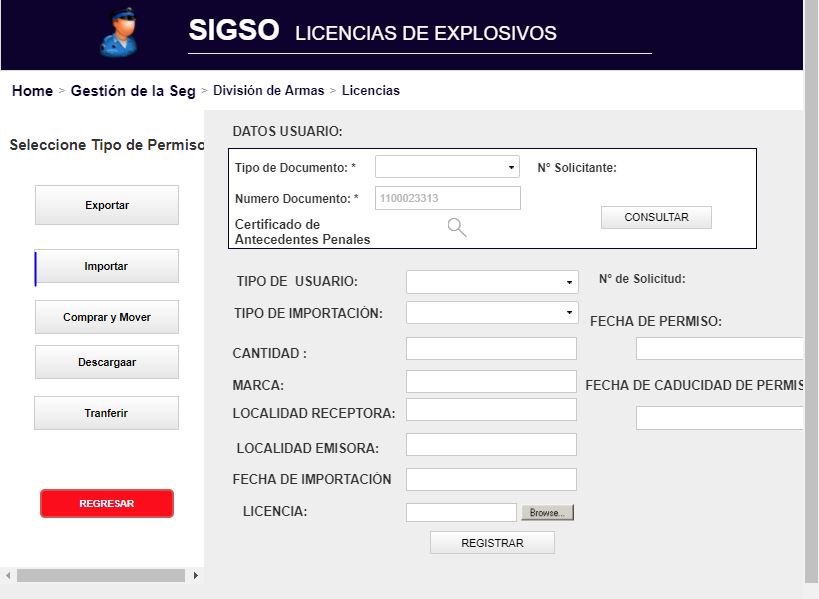 SIGSO LICENCIAS DE EXPLOSIVOS
Home > Gestión de la Seg > División de Armas > Licencias
Seleccione Tipo de Permiso
Exportar
Importar
Comprar y Mover
Descargaar
Tranferir
REGRESAR
DATOS USUARIO:
Tipo de Documento: * N° Solicitante:
Numero Documento: * 1100023313
Certificado de
Antecedentes Penales
CONSULTAR
TIPO DE USUARIO: N° de Solicitud:
TIPO DE IMPORTACIÓN:
FECHA DE PERMISO:
CANTIDAD :
MARCA: FECHA DE CADUCIDAD DE PERMIS
LOCALIDAD RECEPTORA:
LOCALIDAD EMISORA:
FECHA DE IMPORTACIÓN
LICENCIA: Browse...
REGISTRAR